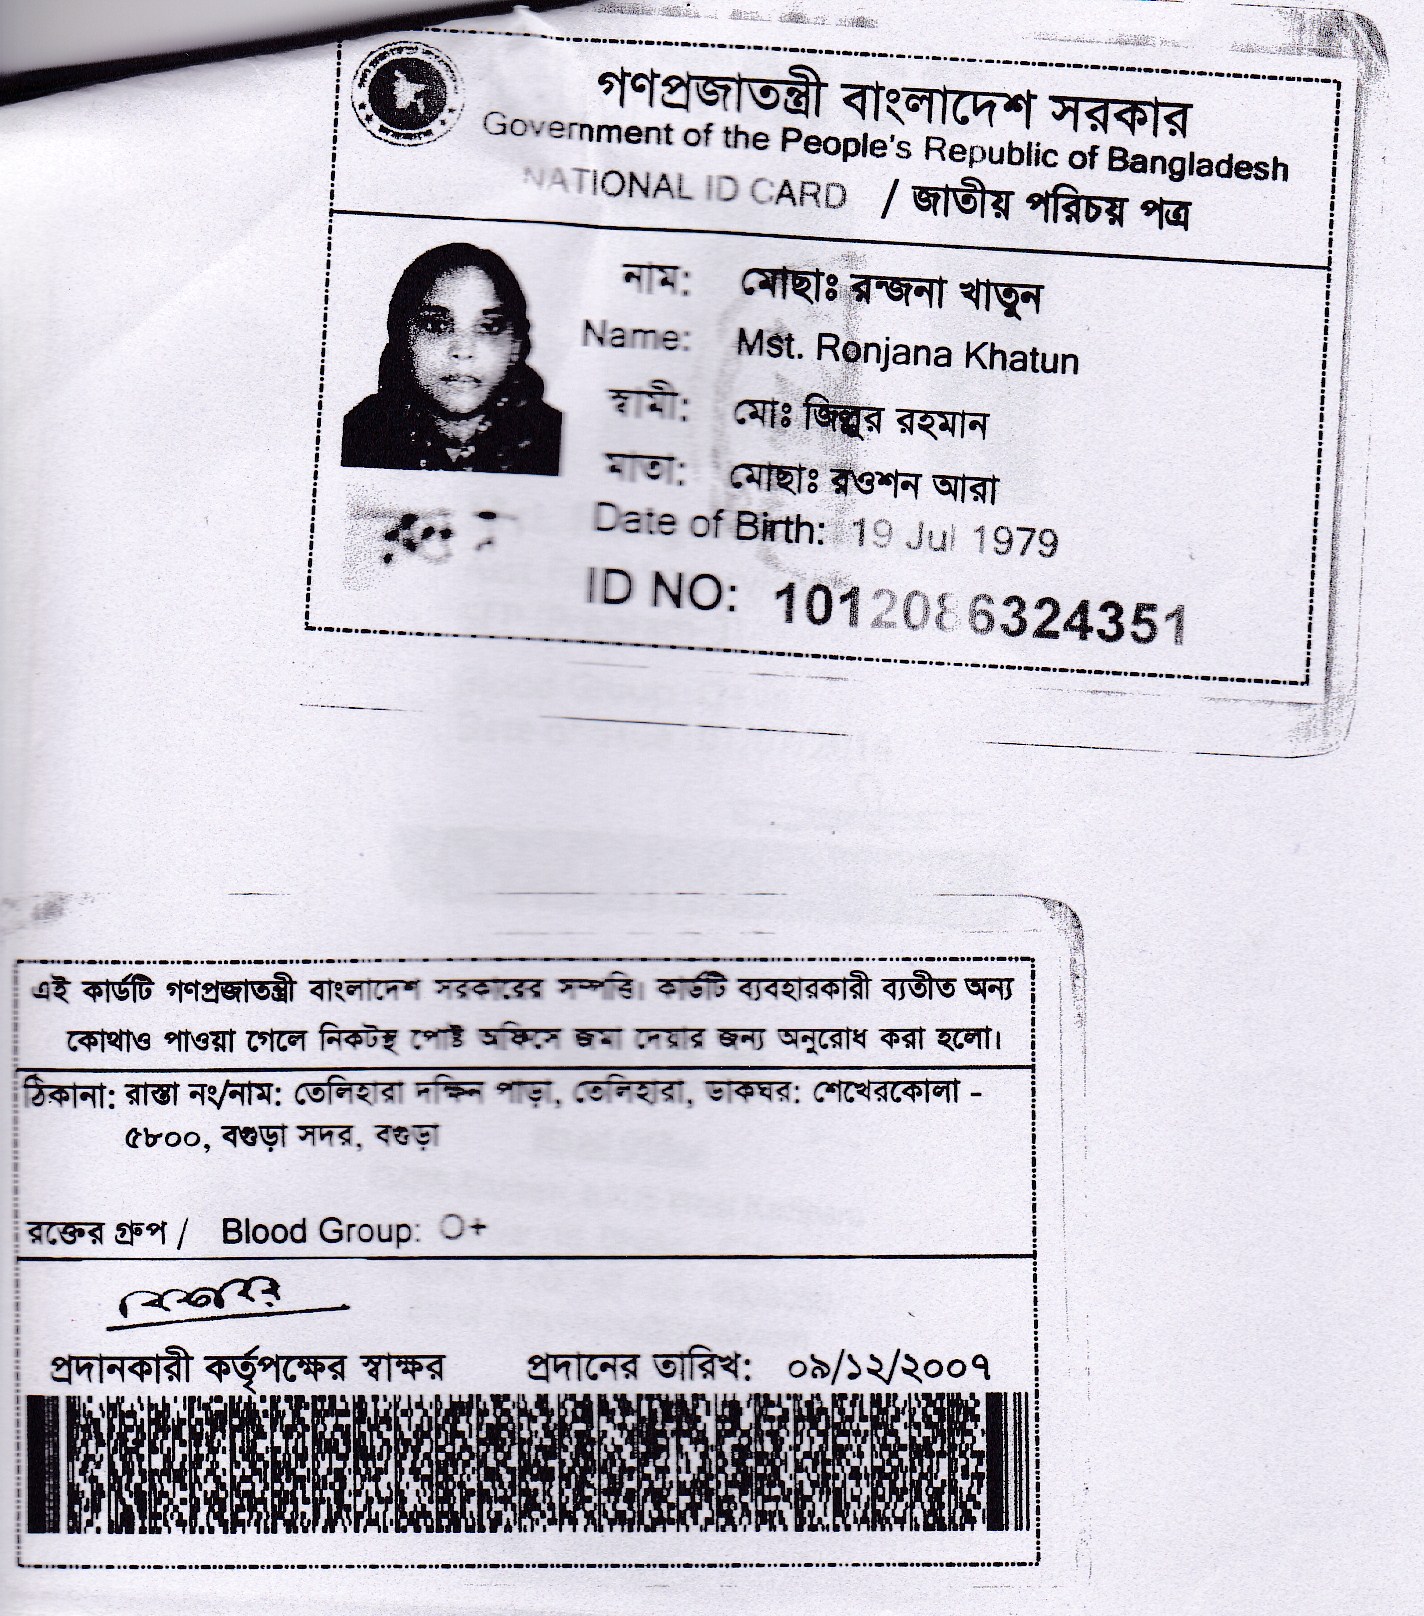 গণপ্রজাতন্ত্রী বাংলাদেশ সরকার
Government of the People's Republic of Bangladesh
NATIONAL ID CARD / জাতীয় পরিচয় পত্র
নাম: মোছাঃ রন্জনা খাতুন
Name: Mst. Ronjana Khatun
স্বামী: মোঃ জিল্লুর রহমান
মাতা: মোছাঃ রওশন আরা
Date of Birth: 19 Jul 1979
ID NO: 1012086324351
এই কার্ডটি গণপ্রজাতন্ত্রী বাংলাদেশ সরকারের সম্পত্তি। কার্ডটি ব্যবহারকারী ব্যতীত অন্য
কোথাও পাওয়া গেলে নিকটস্থ পোষ্ট অফিসে জমা দেয়ার জন্য অনুরোধ করা হলো।
ঠিকানা: রাস্তা নং/নাম: তেলিহারা দক্ষিন পাড়া, তেলিহারা, ডাকঘর: শেখেরকোলা -
৫৮০০, বগুড়া সদর, বগুড়া
রক্তের গ্রুপ / Blood Group: O+
প্রদানকারী কর্তৃপক্ষের স্বাক্ষর প্রদানের তারিখ: ০৯/১২/২০০৭